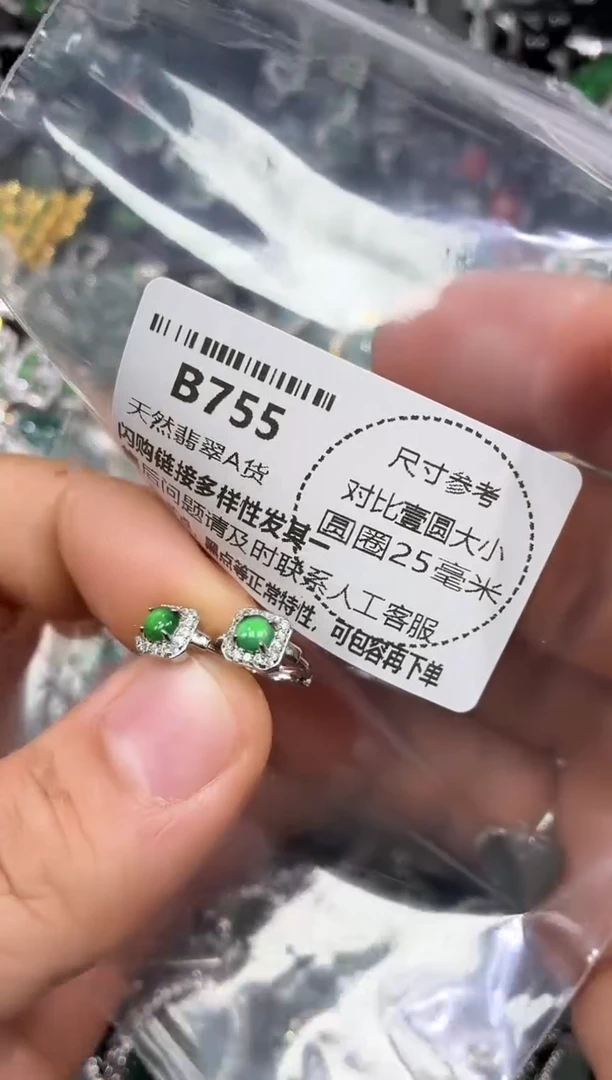 B755
天然翡翠A货
闪购链接多样性发其一
后问题请及时联系人工客服
黑点等正常特性，可包容再下单
尺寸参考
对比壹圆大小
圆圈25毫米